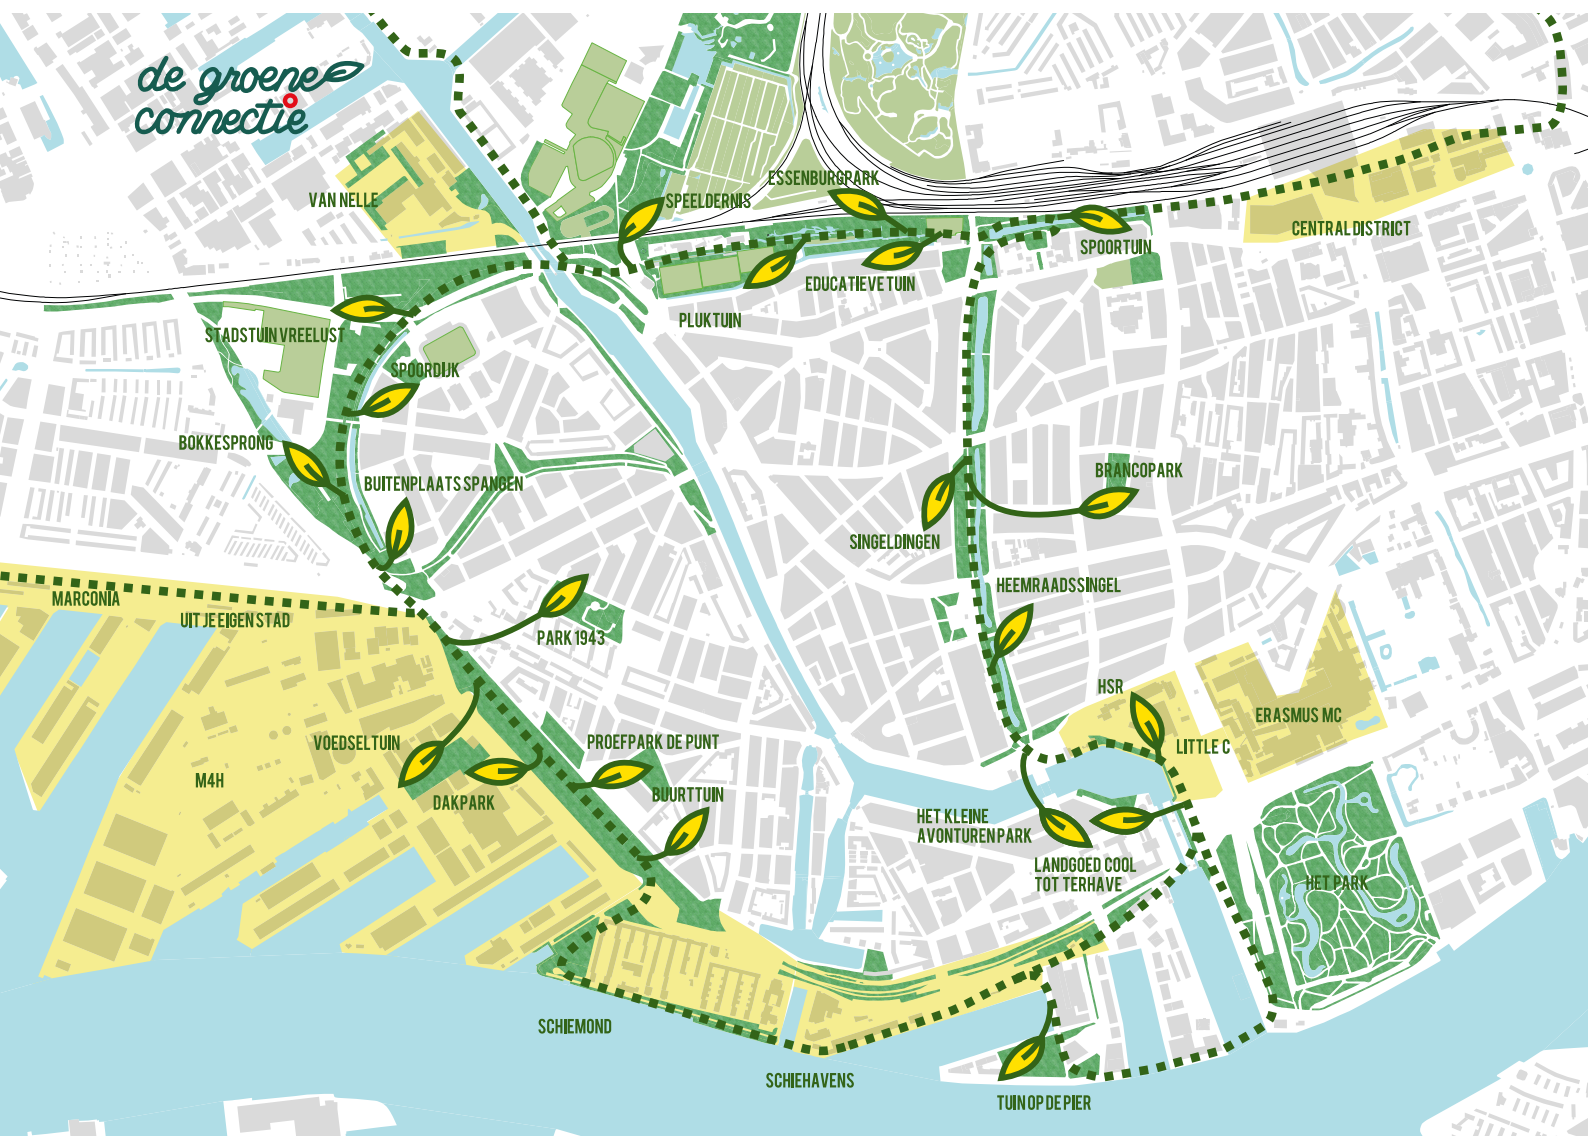 de groene
connectie
VAN NELLE
SPEELDERNIS
ESSENBURGPARK
CENTRAL DISTRICT
SPOORTUIN
EDUCATIEVE TUIN
PLUKTUIN
STADSTUIN VREELUST
SPOORDIJK
BOKKESPRONG
BUITENPLAATS SPANGEN
BRANCOPARK
SINGELDINGEN
HEEMRAADSSINGEL
MARCONIA
UIT JE EIGEN STAD
PARK 1943
HSR
ERASMUS MC
LITTLE C
VOEDSELTUIN
PROEFPARK DE PUNT
M4H
DAKPARK
BUURTTUIN
HET KLEINE
AVONTURENPARK
LANDGOED COOL
TOT TERHAVE
HET PARK
SCHIEMOND
SCHIEHAVENS
TUIN OP DE PIER